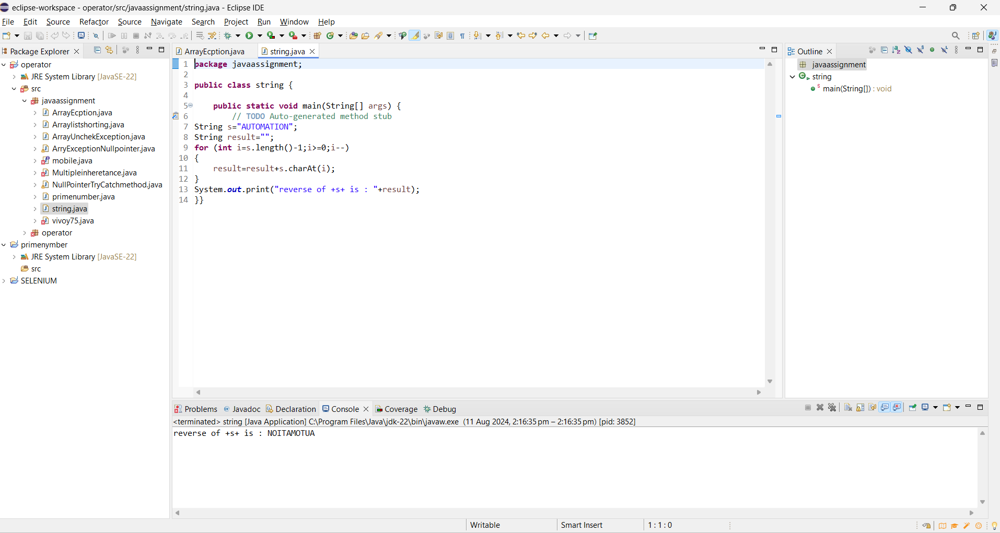 eclipse-workspace - operator/src/javaassignment/string.java - Eclipse IDE
File Edit Source Refactor Source Navigate Search Project Run Window Help
Package Explorer
operator
JRE System Library [JavaSE-22]
src
javaassignment
ArrayEcption.java
Arraylistshorting.java
ArrayUnchekException.java
ArryExceptionNullpointer.java
mobile.java
Multipleinheretance.java
NullPointerTryCatchmethod.java
primenumber.java
string.java
vivoy75.java
operator
primenymber
JRE System Library [JavaSE-22]
src
SELENIUM
ArrayEcption.java string.java
1 package javaassignment;
2
3 public class string {
4
5     public static void main(String[] args) {
6         // TODO Auto-generated method stub
7 String s="AUTOMATION";
8 String result="";
9 for (int i=s.length()-1;i>=0;i--)
10 {
11     result=result+s.charAt(i);
12 }
13 System.out.print("reverse of +s+ is : "+result);
14 }}
Outline
javaassignment
string
main(String[]) : void
Problems @ Javadoc Declaration Console Coverage Debug
<terminated> string [Java Application] C:\Program Files\Java\jdk-22\bin\javaw.exe (11 Aug 2024, 2:16:35 pm – 2:16:35 pm) [pid: 3852]
reverse of +s+ is : NOITAMOTUA
Writable Smart Insert 1 : 1 : 0